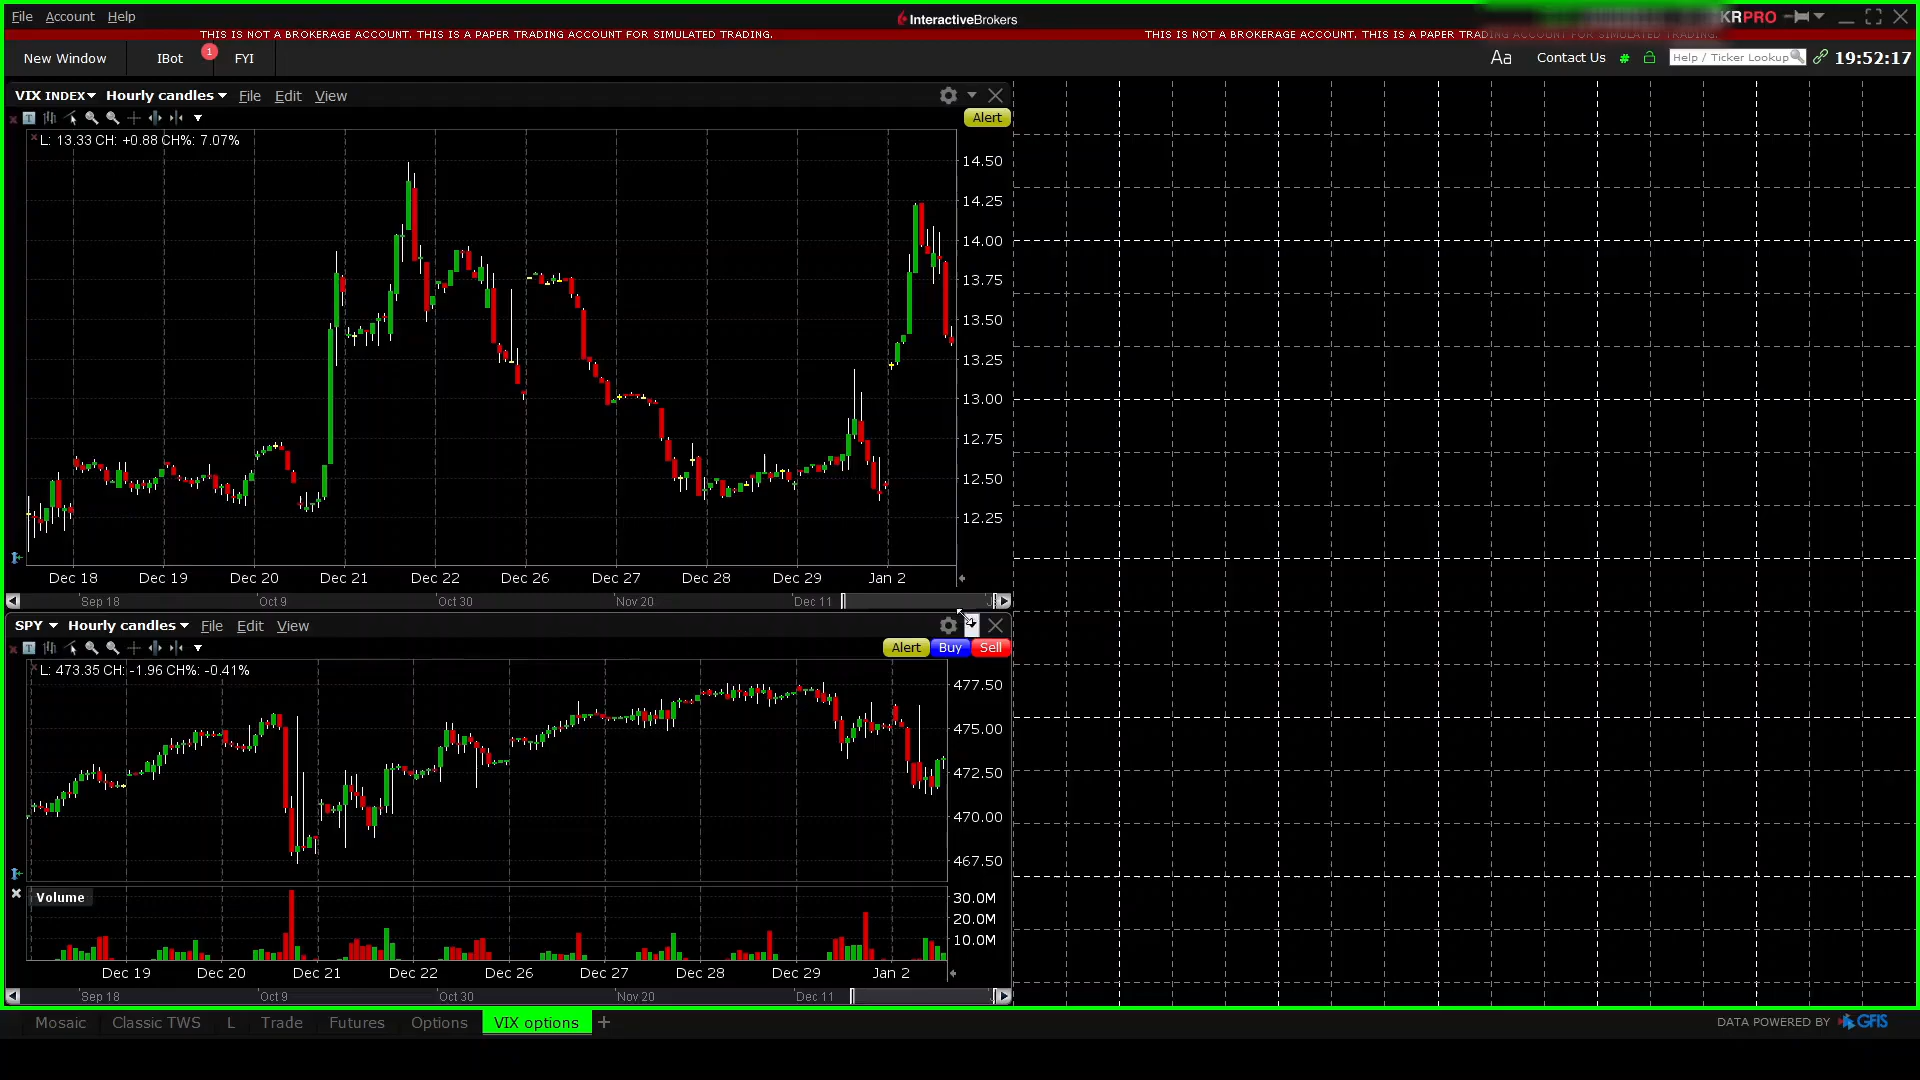 File Account Help
InteractiveBrokers
KRPRO
THIS IS NOT A BROKERAGE ACCOUNT. THIS IS A PAPER TRADING ACCOUNT FOR SIMULATED TRADING.
THIS IS NOT A BROKERAGE ACCOUNT. THIS IS A PAPER TRADING ACCOUNT FOR SIMULATED TRADING.
New Window IBot 1 FYI
Aa Contact Us # Help / Ticker Lookup 19:52:17
VIX INDEX Hourly candles File Edit View
Alert
L: 13.33 CH: +0.88 CH%: 7.07%
14.50
14.25
14.00
13.75
13.50
13.25
13.00
12.75
12.50
12.25
Dec 18 Dec 19 Dec 20 Dec 21 Dec 22 Dec 26 Dec 27 Dec 28 Dec 29 Jan 2
Sep 18 Oct 9 Oct 30 Nov 20 Dec 11
SPY Hourly candles File Edit View
Alert Buy Sell
L: 473.35 CH: -1.96 CH%: -0.41%
477.50
475.00
472.50
470.00
467.50
Volume
30.0M
20.0M
10.0M
Dec 19 Dec 20 Dec 21 Dec 22 Dec 26 Dec 27 Dec 28 Dec 29 Jan 2
Sep 18 Oct 9 Oct 30 Nov 20 Dec 11
Mosaic Classic TWS L Trade Futures Options VIX options +
DATA POWERED BY GFIS